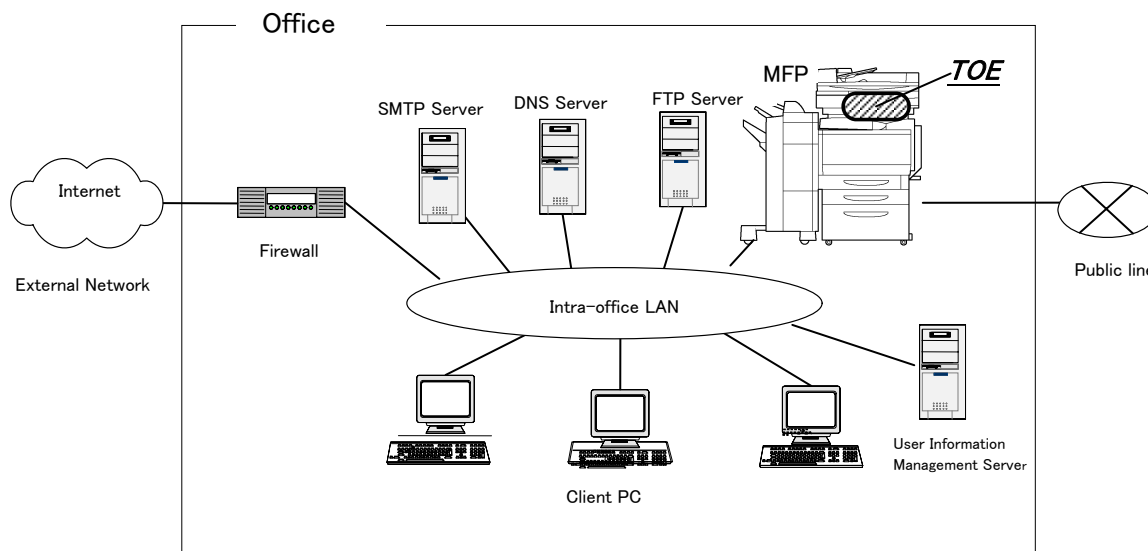 Office
MFP
TOE
SMTP Server
DNS Server
FTP Server
Internet
Firewall
External Network
Public line
Intra-office LAN
User Information
Management Server
Client PC